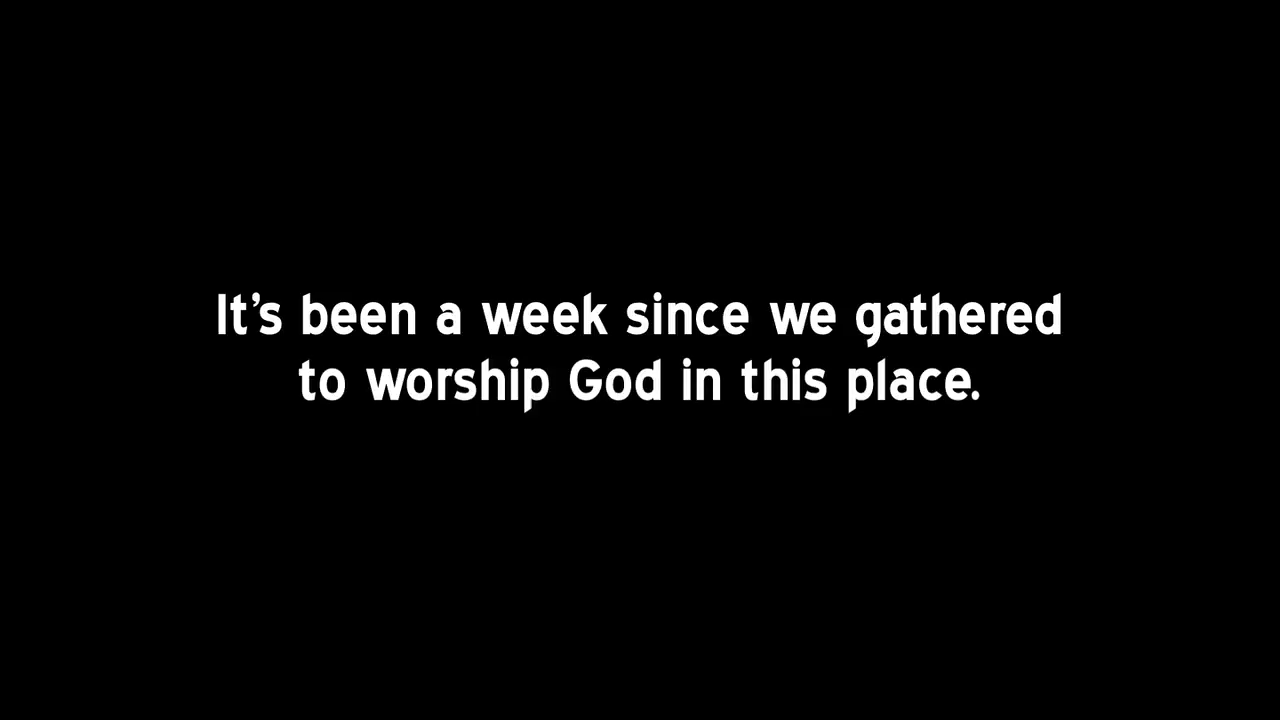 It’s been a week since we gathered
to worship God in this place.